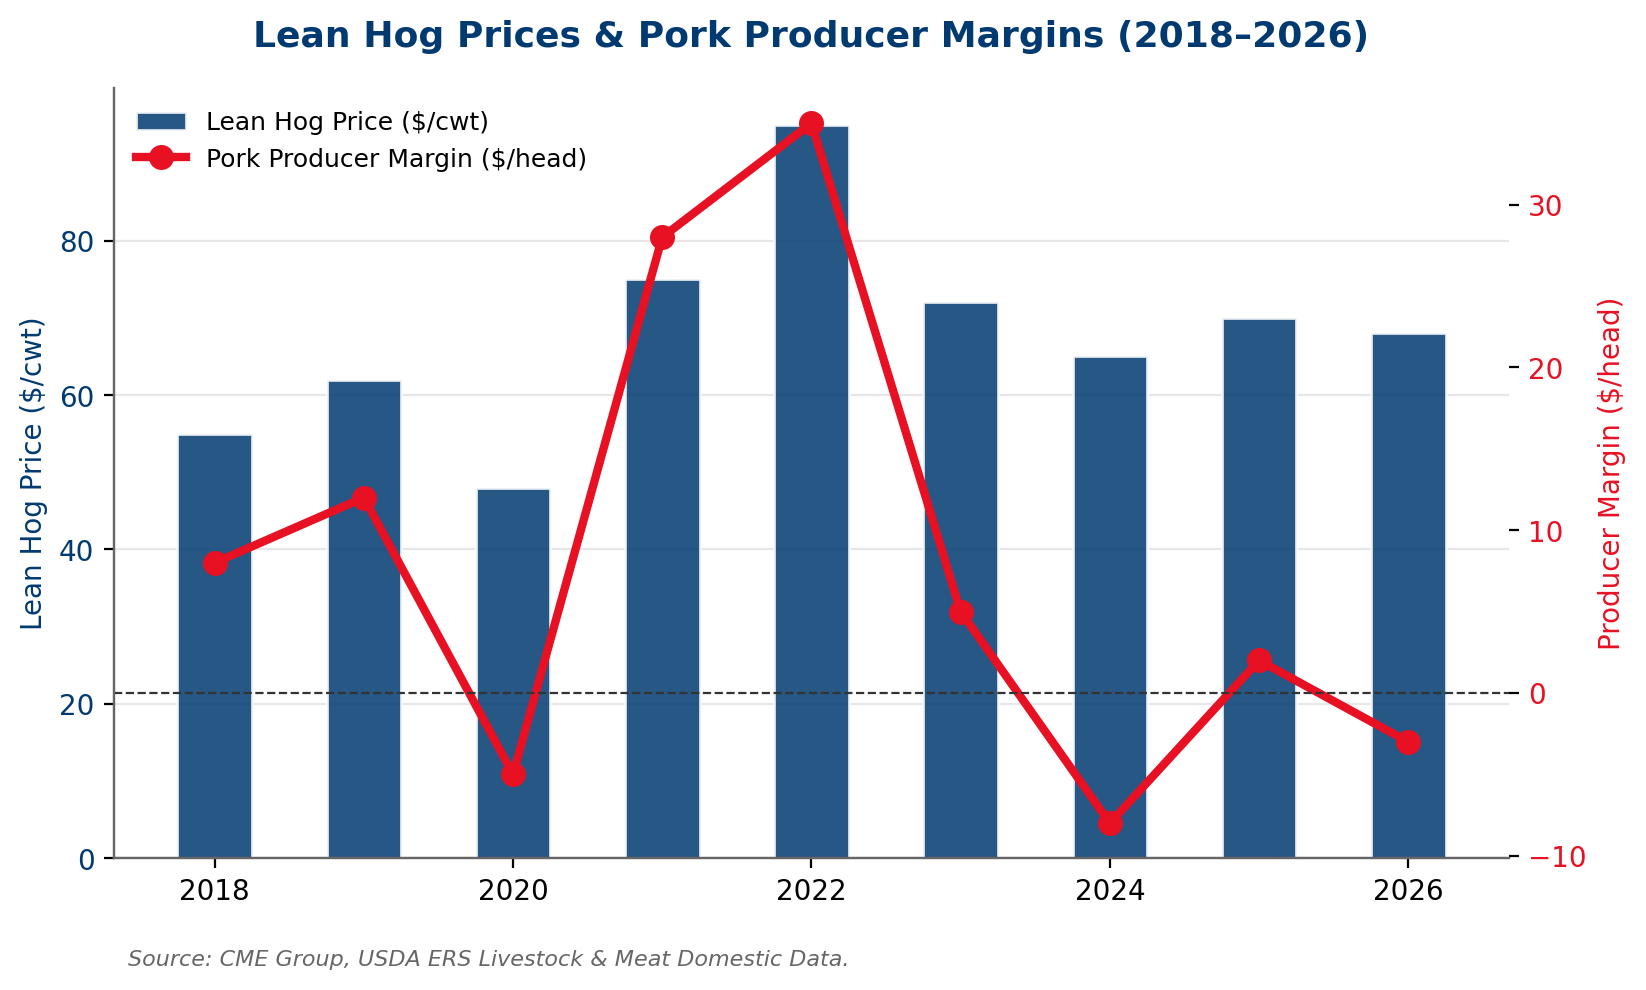 Lean Hog Prices & Pork Producer Margins (2018–2026)
Lean Hog Price ($/cwt)
Pork Producer Margin ($/head)
Lean Hog Price ($/cwt)
80
60
40
20
0
Producer Margin ($/head)
30
20
10
0
−10
2018 2020 2022 2024 2026
Source: CME Group, USDA ERS Livestock & Meat Domestic Data.